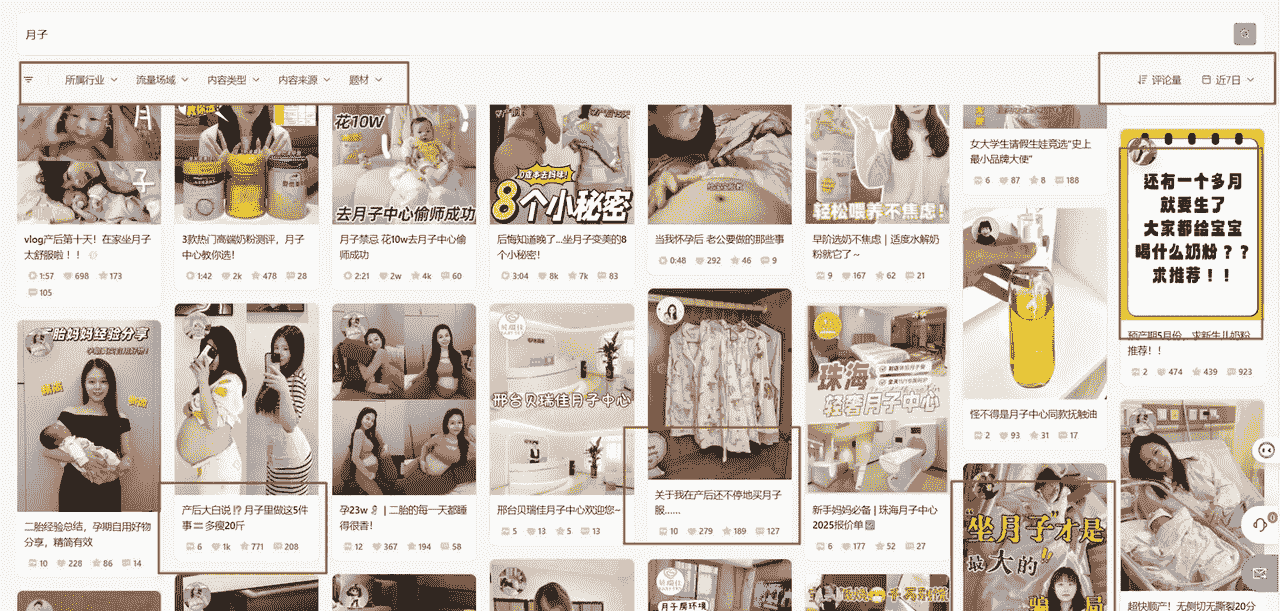 月子
所属行业
流量场域
内容类型
内容来源
题材
评论量
近7日
月
子
vlog产后第十天！在家坐月子
太舒服啦！！
1:57 698 173
105
3款热门高端奶粉测评，月子
中心教你选！
1:42 2k 478 28
花10W
去月子中心偷师成功
月子禁忌 花10w去月子中心偷
师成功
2:21 2w 4k 60
8个小秘密
后悔知道晚了...坐月子变美的8
个小秘密！
3:04 8k 7k 83
当我怀孕后 老公要做的那些事
0:48 292 46 9
轻松喂养不焦虑！
早阶选奶不焦虑｜适度水解奶
粉就它了~
9 167 62 21
女大学生请假生娃竞选“史上
最小品牌大使”
6 87 8 188
还有一个多月
就要生了
大家都给宝宝
喝什么奶粉？？
求推荐！！
预产期5月份，求新生儿奶粉
推荐！！
2 474 439 923
二胎妈妈经验分享
二胎经验总结，孕期自用好物
分享，精简有效
10 228 86 14
产后大白说⁉️ 月子里做这5件
事〓多瘦20斤
6 1k 771 208
孕23w｜二胎的每一天都睡
得很香！
12 367 194 58
邢台贝瑞佳月子中心
邢台贝瑞佳月子中心欢迎您~
5 13 5 13
关于我在产后还不停地买月子
服......
10 279 189 127
珠海
轻奢月子中心
新手妈妈必备｜珠海月子中心
2025报价单
6 177 52 27
怪不得是月子中心同款抚触油
2 93 31 17
“坐月子”才是
最大的
骗局
月子房环境
超快顺产！无侧切无撕裂20分